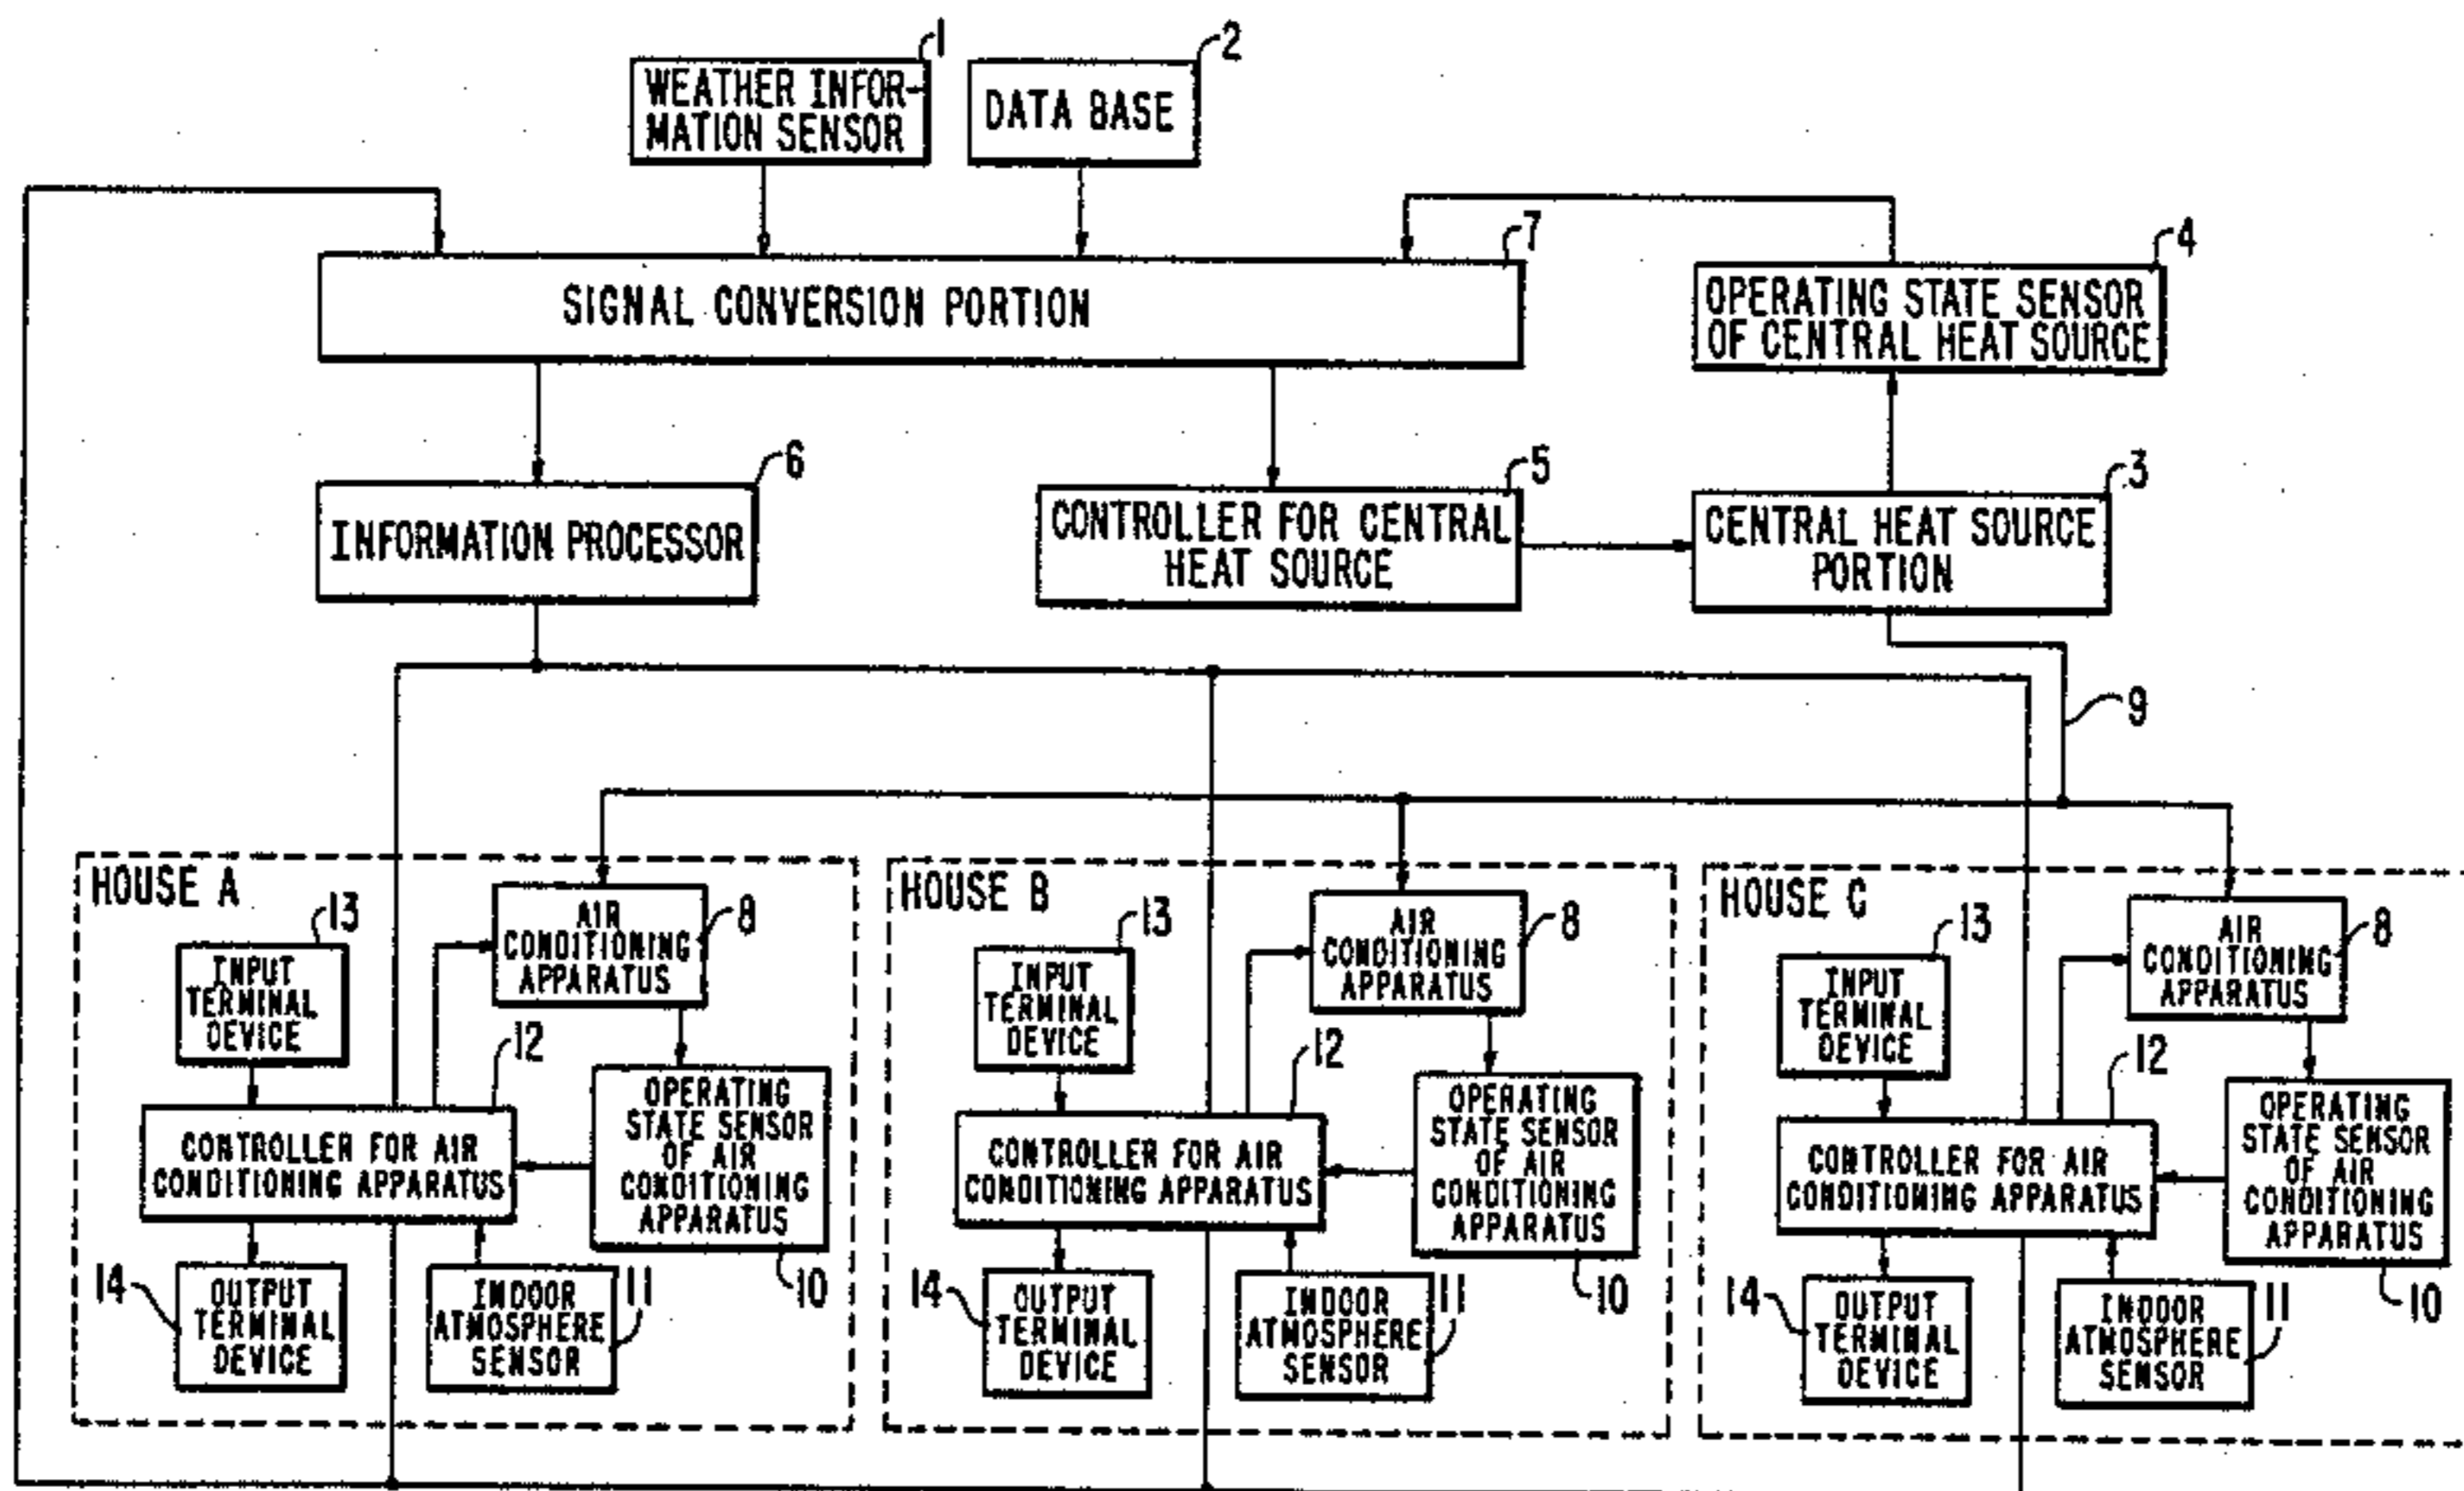 1
WEATHER INFOR-
MATION SENSOR
2
DATA BASE
7
SIGNAL CONVERSION PORTION
4
OPERATING STATE SENSOR
OF CENTRAL HEAT SOURCE
6
INFORMATION PROCESSOR
5
CONTROLLER FOR CENTRAL
HEAT SOURCE
3
CENTRAL HEAT SOURCE
PORTION
9
HOUSE A
13
INPUT
TERMINAL
DEVICE
AIR
CONDITIONING
APPARATUS
8
12
CONTROLLER FOR AIR
CONDITIONING APPARATUS
OPERATING
STATE SENSOR
OF AIR
CONDITIONING
APPARATUS
10
14
OUTPUT
TERMINAL
DEVICE
INDOOR
ATMOSPHERE
SENSOR
11
HOUSE B
13
INPUT
TERMINAL
DEVICE
AIR
CONDITIONING
APPARATUS
8
12
CONTROLLER FOR AIR
CONDITIONING APPARATUS
OPERATING
STATE SENSOR
OF AIR
CONDITIONING
APPARATUS
10
14
OUTPUT
TERMINAL
DEVICE
INDOOR
ATMOSPHERE
SENSOR
11
HOUSE C
13
INPUT
TERMINAL
DEVICE
AIR
CONDITIONING
APPARATUS
8
12
CONTROLLER FOR AIR
CONDITIONING APPARATUS
OPERATING
STATE SENSOR
OF AIR
CONDITIONING
APPARATUS
10
14
OUTPUT
TERMINAL
DEVICE
INDOOR
ATMOSPHERE
SENSOR
11